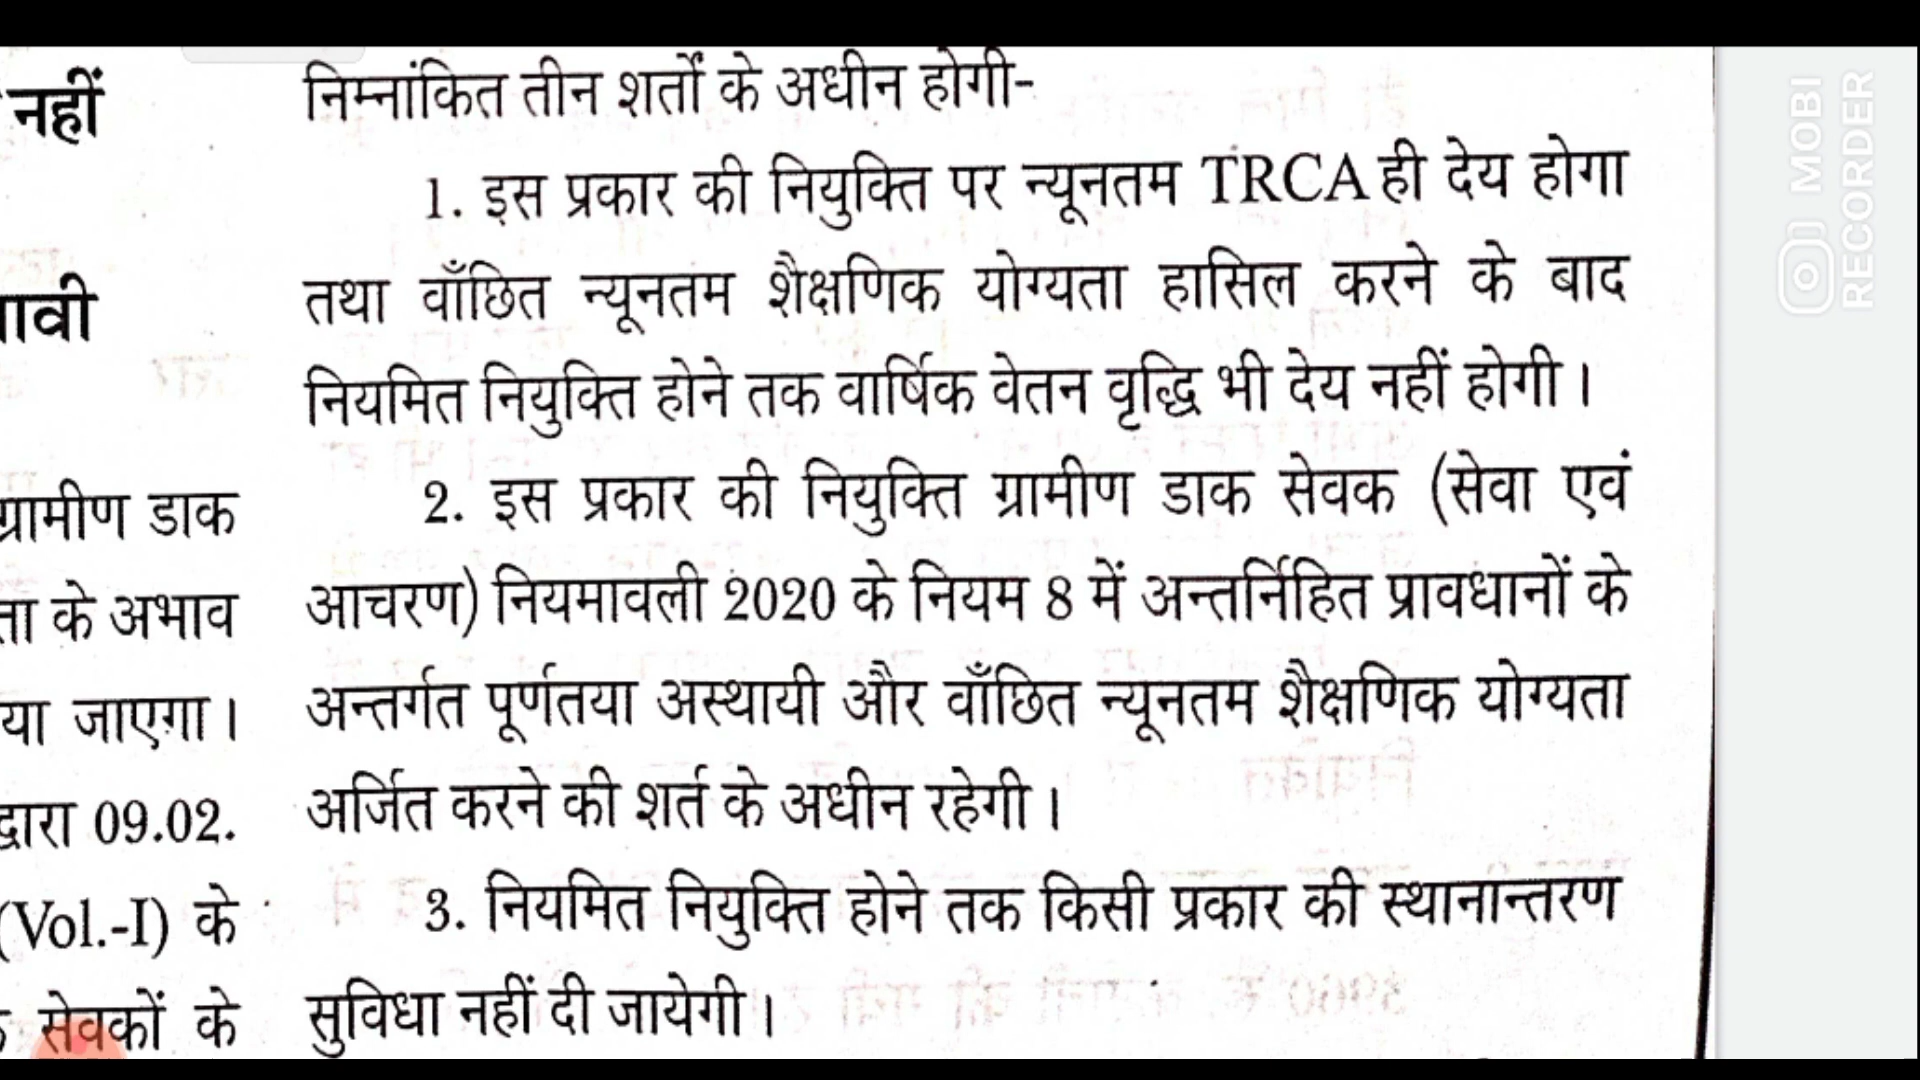 नहीं
ावी
ग्रामीण डाक
ता के अभाव
या जाएगा।
द्वारा 09.02.
(Vol.-I) के
सेवकों के
निम्नांकित तीन शर्तों के अधीन होगी-
1. इस प्रकार की नियुक्ति पर न्यूनतम TRCA ही देय होगा
तथा वाँछित न्यूनतम शैक्षणिक योग्यता हासिल करने के बाद
नियमित नियुक्ति होने तक वार्षिक वेतन वृद्धि भी देय नहीं होगी।
2. इस प्रकार की नियुक्ति ग्रामीण डाक सेवक (सेवा एवं
आचरण) नियमावली 2020 के नियम 8 में अन्तर्निहित प्रावधानों के
अन्तर्गत पूर्णतया अस्थायी और वाँछित न्यूनतम शैक्षणिक योग्यता
अर्जित करने की शर्त के अधीन रहेगी।
3. नियमित नियुक्ति होने तक किसी प्रकार की स्थानान्तरण
सुविधा नहीं दी जायेगी।
MOBI
RECORDER